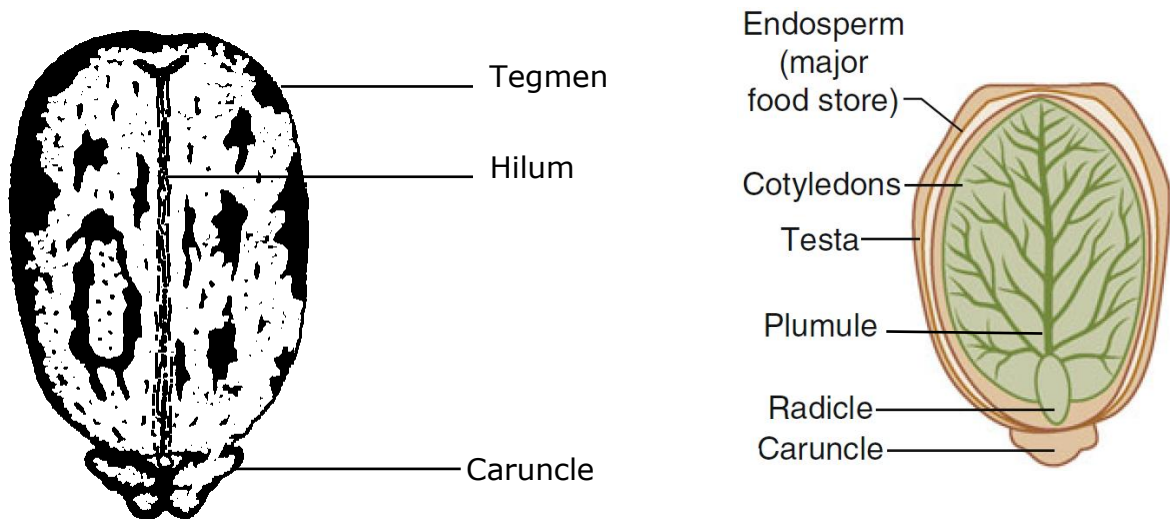 Tegmen
Hilum
Caruncle
Endosperm
(major
food store)
Cotyledons
Testa
Plumule
Radicle
Caruncle